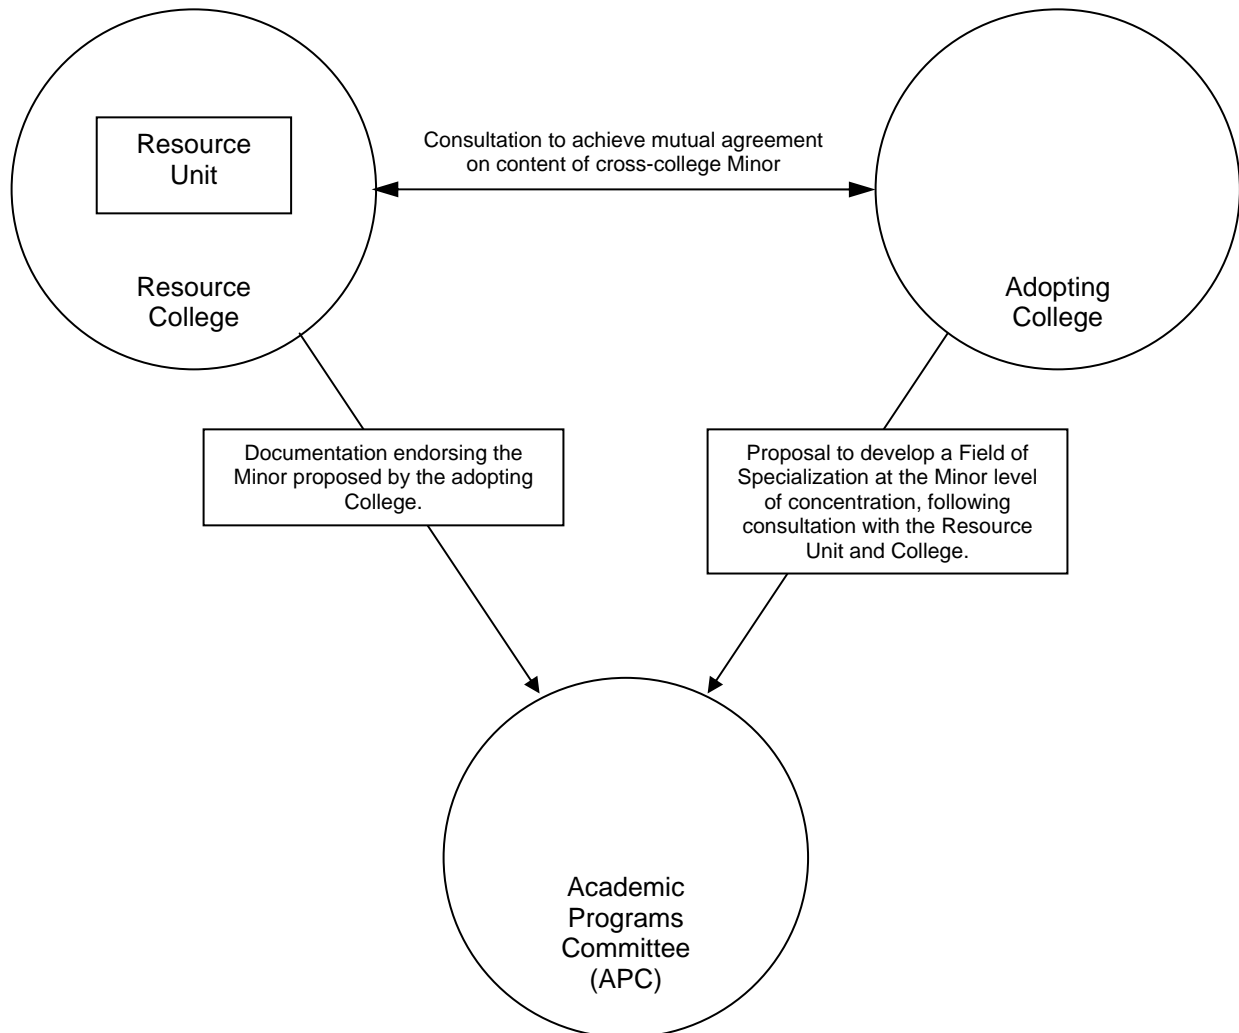 Resource
Unit
Consultation to achieve mutual agreement
on content of cross-college Minor
Resource
College
Adopting
College
Documentation endorsing the
Minor proposed by the adopting
College.
Proposal to develop a Field of
Specialization at the Minor level
of concentration, following
consultation with the Resource
Unit and College.
Academic
Programs
Committee
(APC)